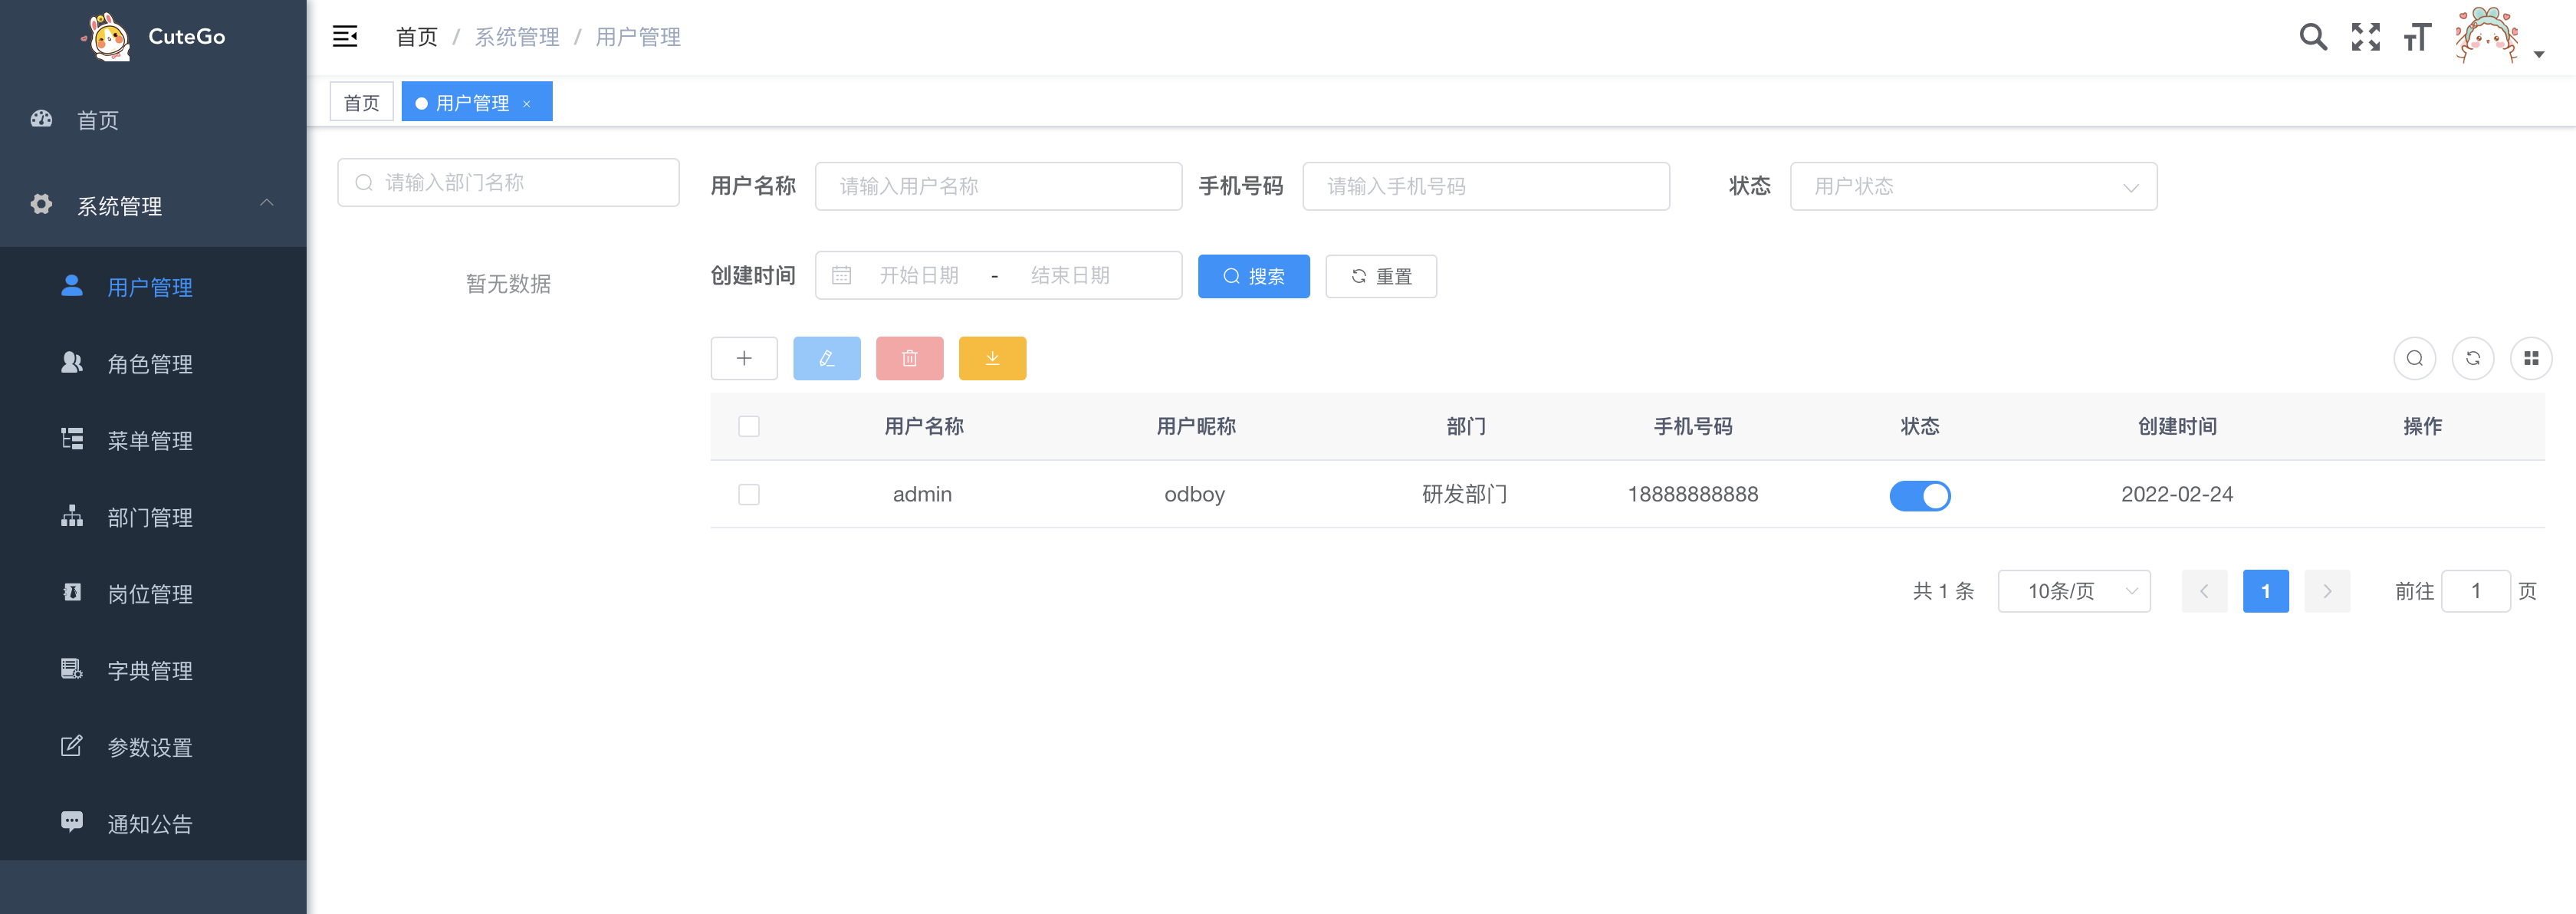 CuteGo
首页
系统管理
用户管理
角色管理
菜单管理
部门管理
岗位管理
字典管理
参数设置
通知公告
首页 / 系统管理 / 用户管理
首页 用户管理 ×
请输入部门名称
暂无数据
用户名称 请输入用户名称 手机号码 请输入手机号码 状态 用户状态
创建时间 开始日期 - 结束日期 搜索 重置
用户名称 用户昵称 部门 手机号码 状态 创建时间 操作
admin odboy 研发部门 18888888888 2022-02-24
共 1 条 10条/页 1 前往 1 页